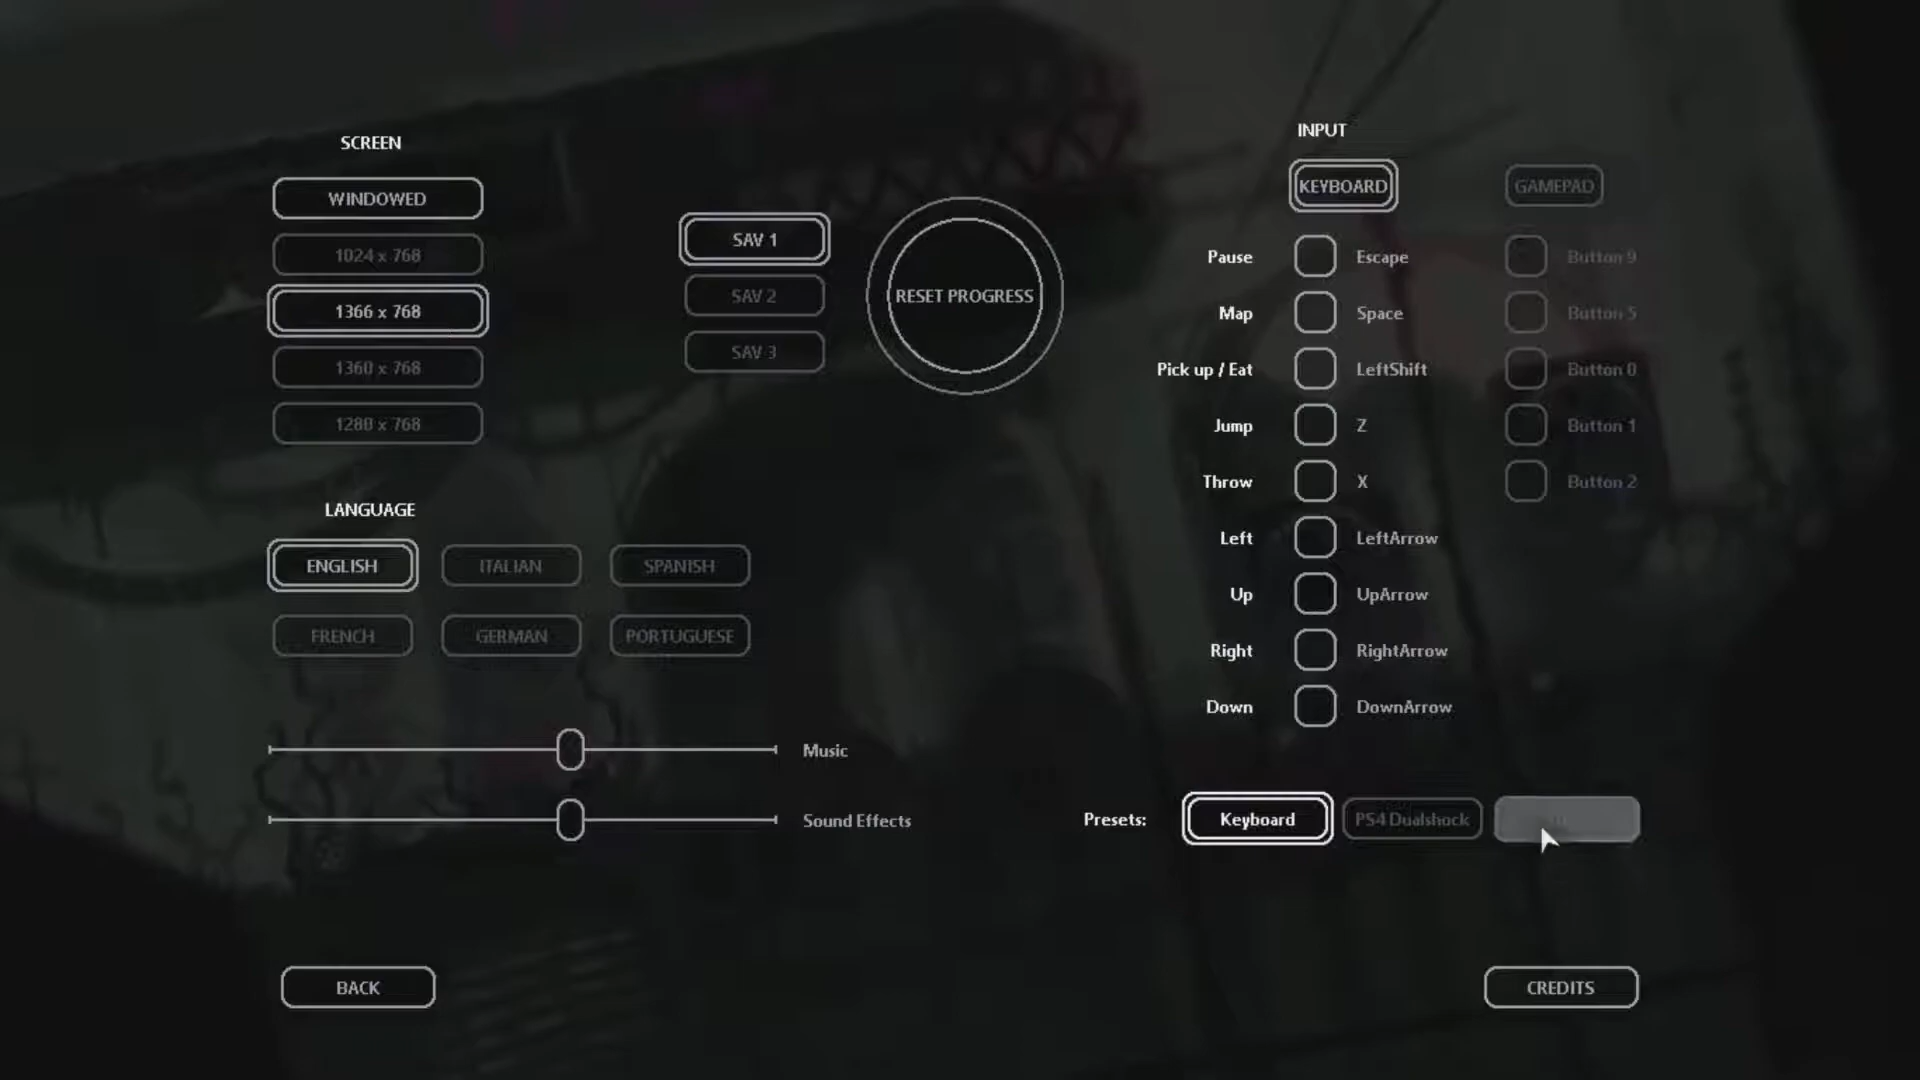 SCREEN
WINDOWED
1024 x 768
1366 x 768
1360 x 768
1280 x 768
SAV 1
SAV 2
SAV 3
RESET PROGRESS
LANGUAGE
ENGLISH ITALIAN SPANISH
FRENCH GERMAN PORTUGUESE
Music
Sound Effects
BACK
INPUT
KEYBOARD GAMEPAD
Pause Escape Button 9
Map Space Button 5
Pick up / Eat LeftShift Button 0
Jump Z Button 1
Throw X Button 2
Left LeftArrow
Up UpArrow
Right RightArrow
Down DownArrow
Presets: Keyboard PS4 Dualshock
CREDITS